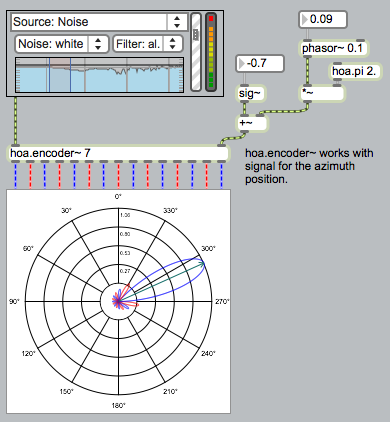 Source: Noise
Noise: white
Filter: al.
0.09
phasor~ 0.1
-0.7
hoa.pi 2.
sig~
*~
+~
hoa.encoder~ 7
hoa.encoder~ works with
signal for the azimuth
position.
0°
30°
330°
1.00
0.80
60°
300°
0.53
0.27
90°
270°
120°
240°
150°
210°
180°